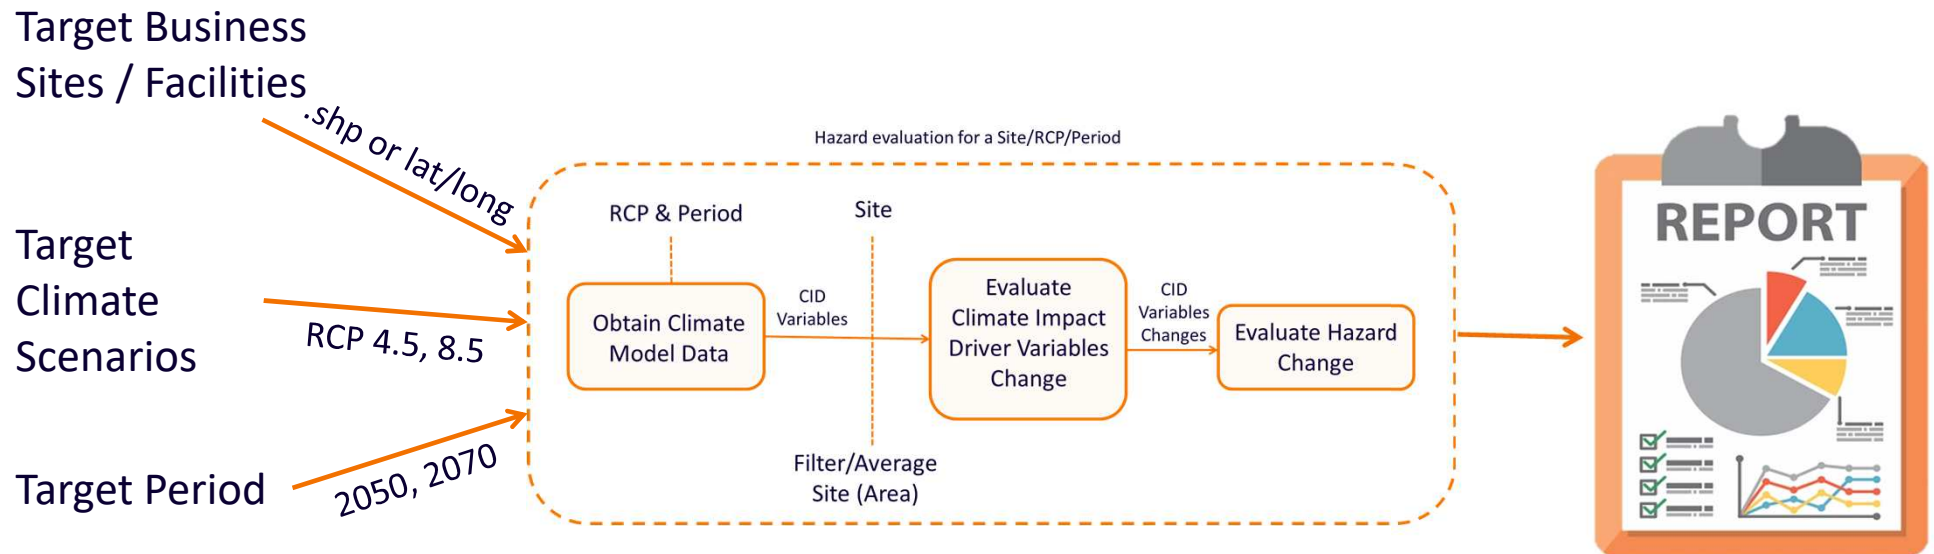 Target Business
Sites / Facilities
.shp or lat/long
Target
Climate
Scenarios
RCP 4.5, 8.5
Target Period
2050, 2070
Hazard evaluation for a Site/RCP/Period
RCP & Period
Site
Obtain Climate
Model Data
CID
Variables
Filter/Average
Site (Area)
Evaluate
Climate Impact
Driver Variables
Change
CID
Variables
Changes
Evaluate Hazard
Change
REPORT